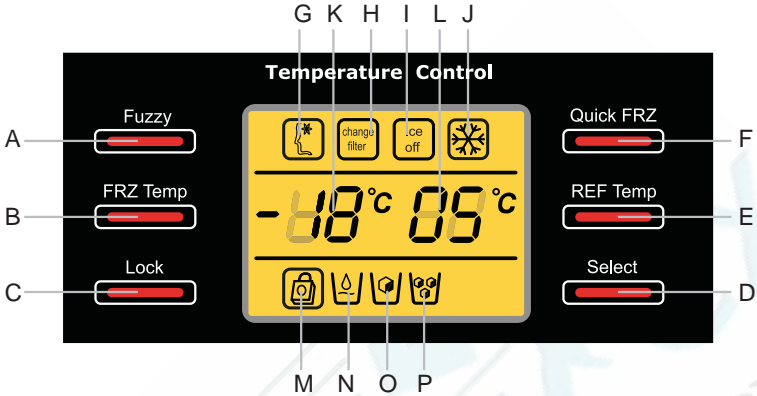 G K H I L J
Temperature Control
Fuzzy
Quick FRZ
change
filter
ice
off
A
F
FRZ Temp
REF Temp
-18°C 05°C
B
E
Lock
Select
C
D
M N O P